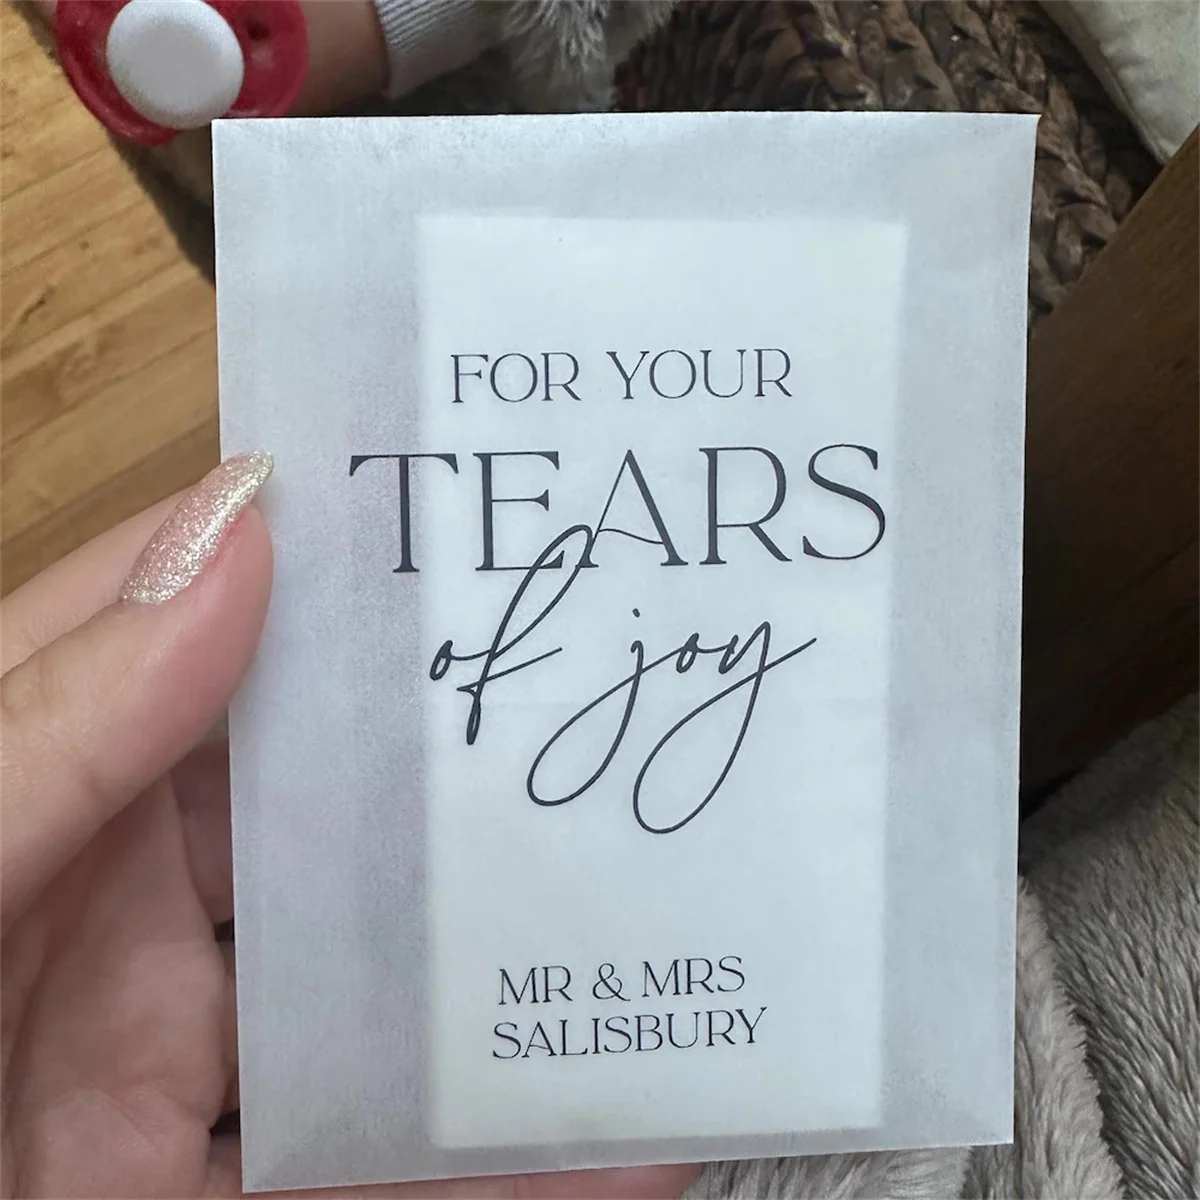 FOR YOUR
TEARS
of joy
MR & MRS
SALISBURY